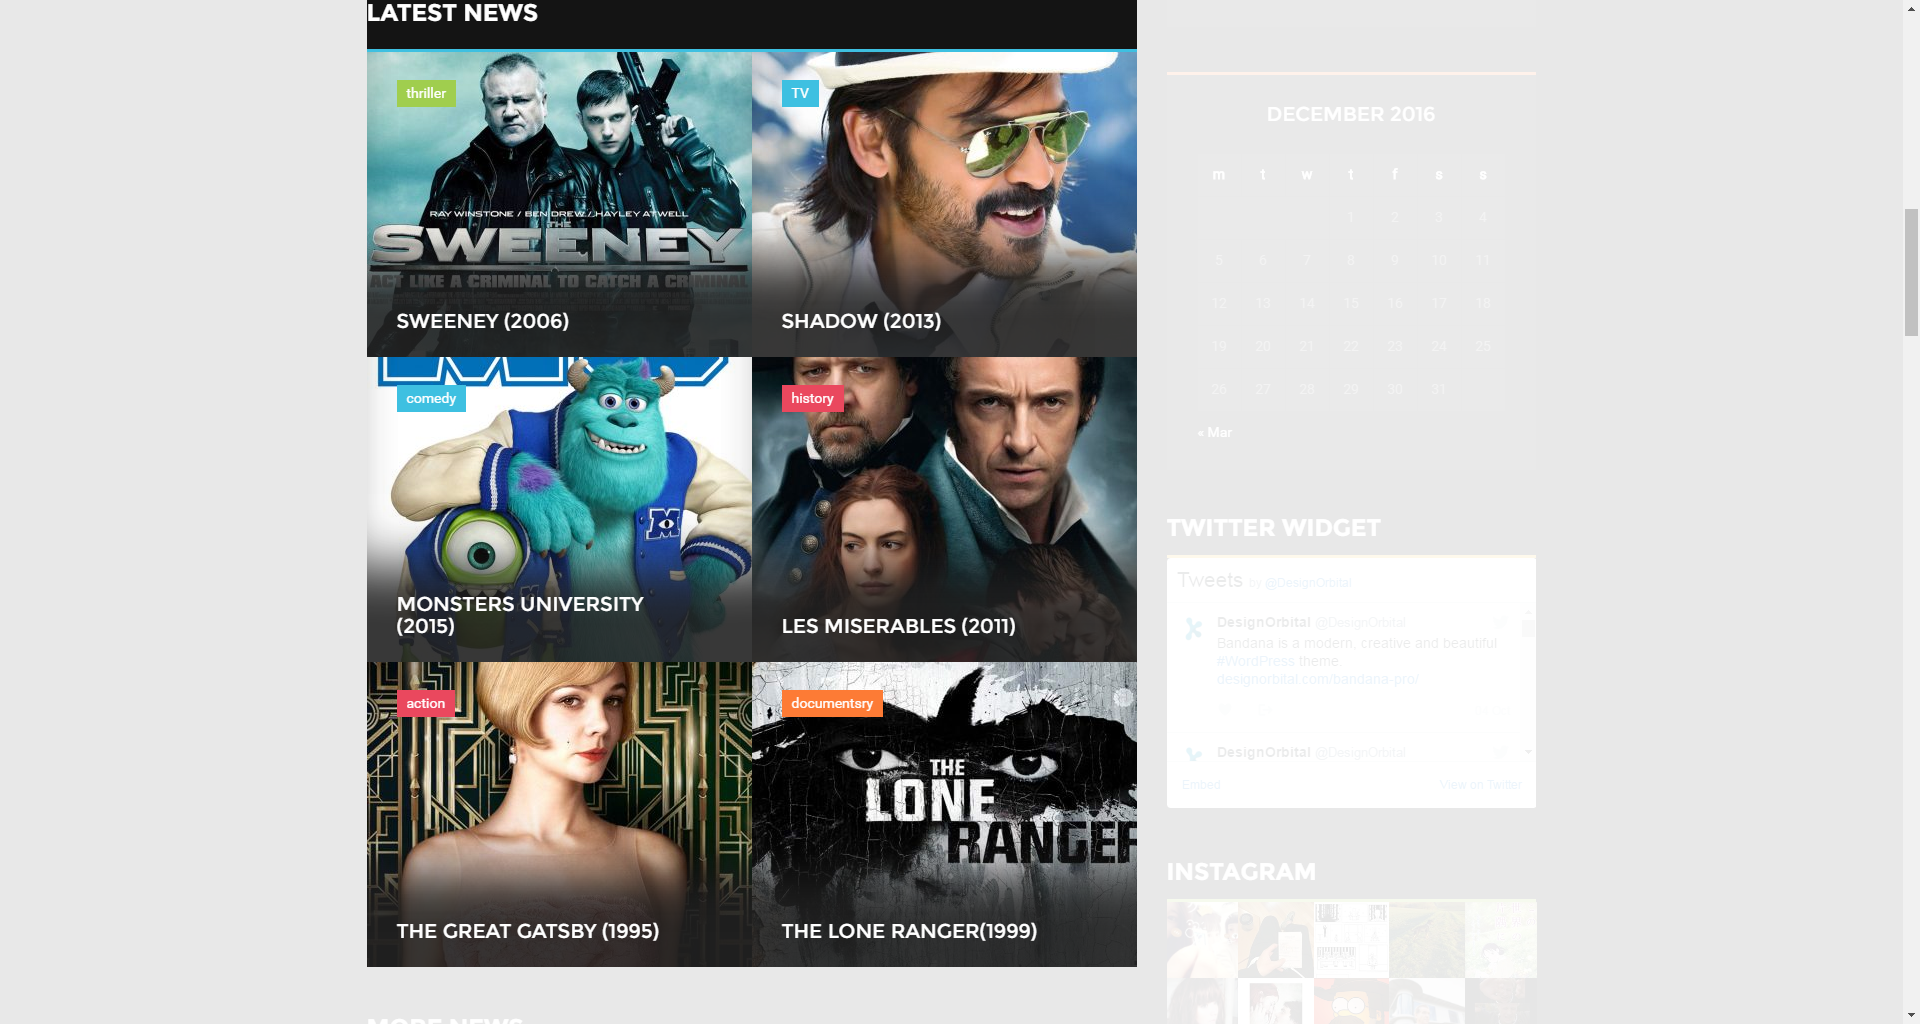 LATEST NEWS
thriller
RAY WINSTONE / BEN DREW / HAYLEY ATWELL
THE
SWEENEY
ACT LIKE A CRIMINAL TO CATCH A CRIMINAL
SWEENEY (2006)
TV
SHADOW (2013)
comedy
M
MONSTERS UNIVERSITY
(2015)
history
LES MISERABLES (2011)
action
THE GREAT GATSBY (1995)
documentsry
THE
LONE
RANGER
THE LONE RANGER(1999)
MORE NEWS
DECEMBER 2016
m t w t f s s
1 2 3 4
5 6 7 8 9 10 11
12 13 14 15 16 17 18
19 20 21 22 23 24 25
26 27 28 29 30 31
« Mar
TWITTER WIDGET
Tweets by @DesignOrbital
DesignOrbital @DesignOrbital
Bandana is a modern, creative and beautiful
#WordPress theme.
designorbital.com/bandana-pro/
DesignOrbital @DesignOrbital
Embed View on Twitter
INSTAGRAM